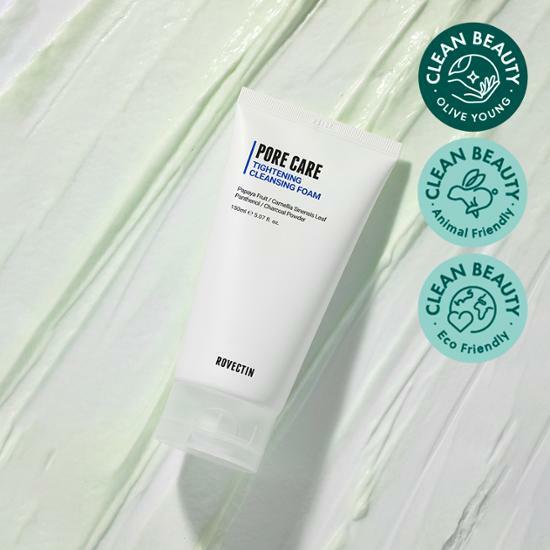 PORE CARE
TIGHTENING
CLEANSING FOAM
Papaya Fruit / Camellia Sinensis Leaf
Panthenol / Charcoal Powder
150ml ℮ 5.07 fl. oz.
ROVECTIN
CLEAN BEAUTY
· OLIVE YOUNG ·
CLEAN BEAUTY
· Animal Friendly ·
CLEAN BEAUTY
· Eco Friendly ·